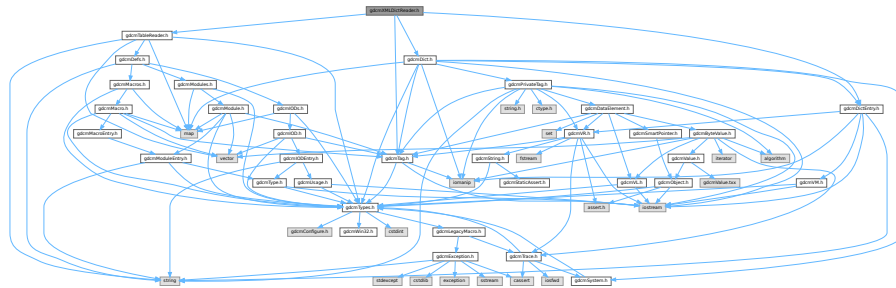 gdcmXMLDictReader.h
gdcmTableReader.h
gdcmDefs.h
gdcmDict.h
gdcmMacros.h
gdcmModules.h
gdcmPrivateTag.h
gdcmMacro.h
gdcmModule.h
gdcmIODs.h
string.h
ctype.h
gdcmDataElement.h
gdcmDictEntry.h
gdcmMacroEntry.h
map
gdcmIOD.h
set
gdcmVR.h
gdcmSmartPointer.h
gdcmByteValue.h
gdcmModuleEntry.h
vector
gdcmIODEntry.h
gdcmTag.h
gdcmString.h
fstream
gdcmValue.h
iterator
algorithm
gdcmType.h
gdcmUsage.h
iomanip
gdcmStaticAssert.h
gdcmVL.h
gdcmObject.h
gdcmValue.txx
gdcmVM.h
gdcmTypes.h
assert.h
iostream
gdcmConfigure.h
gdcmWin32.h
cstdint
gdcmLegacyMacro.h
gdcmException.h
gdcmTrace.h
string
stdexcept
cstdlib
exception
sstream
cassert
iosfwd
gdcmSystem.h